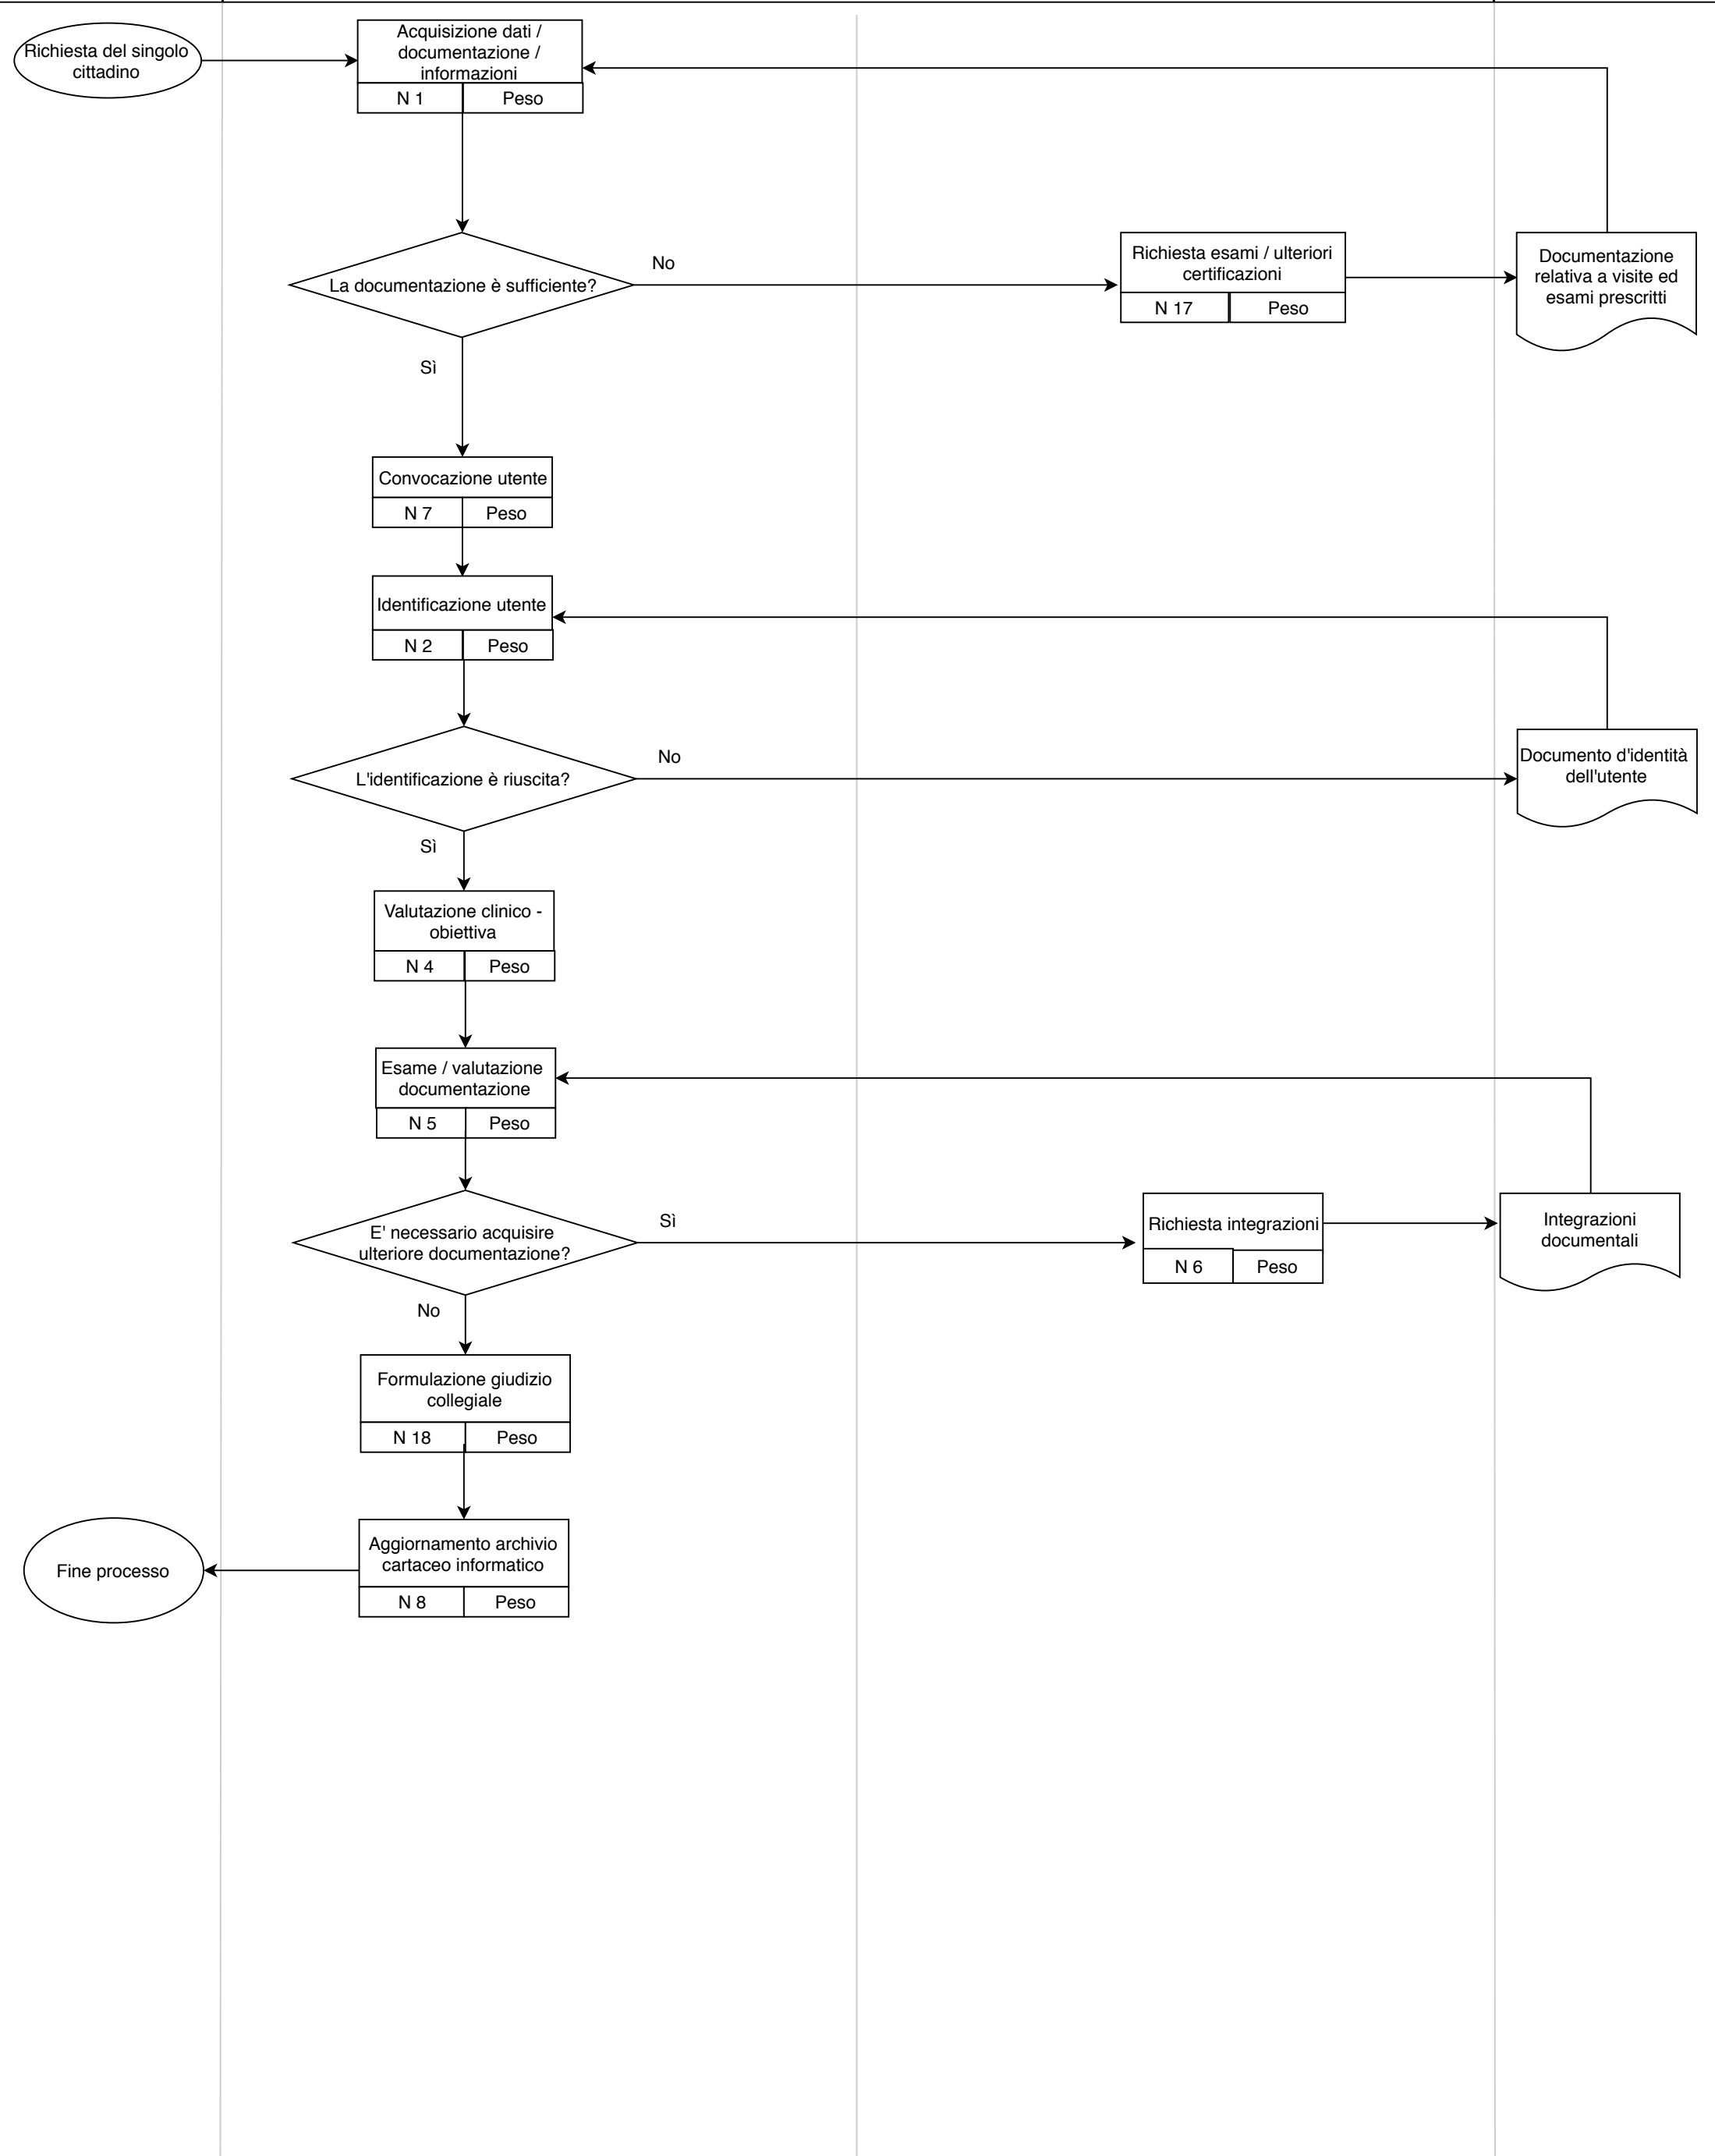 Richiesta del singolo
cittadino
Acquisizione dati /
documentazione /
informazioni
N 1
Peso
La documentazione è sufficiente?
No
Richiesta esami / ulteriori
certificazioni
N 17
Peso
Documentazione
relativa a visite ed
esami prescritti
Sì
Convocazione utente
N 7
Peso
Identificazione utente
N 2
Peso
L'identificazione è riuscita?
No
Documento d'identità
dell'utente
Sì
Valutazione clinico -
obiettiva
N 4
Peso
Esame / valutazione
documentazione
N 5
Peso
E' necessario acquisire
ulteriore documentazione?
Sì
Richiesta integrazioni
N 6
Peso
Integrazioni
documentali
No
Formulazione giudizio
collegiale
N 18
Peso
Aggiornamento archivio
cartaceo informatico
N 8
Peso
Fine processo